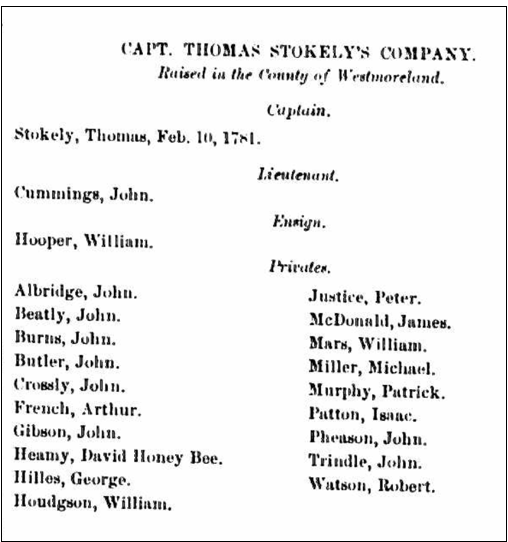 CAPT. THOMAS STOKELY'S COMPANY.
Raised in the County of Westmoreland.
Captain.
Stokely, Thomas, Feb. 10, 1781.
Lieutenant.
Cummings, John.
Ensign.
Hooper, William.
Privates.
Albridge, John.
Beatly, John.
Burns, John.
Butler, John.
Crossly, John.
French, Arthur.
Gibson, John.
Heamy, David Honey Bee.
Hilles, George.
Houdgson, William.
Justice, Peter.
McDonald, James.
Mars, William.
Miller, Michael.
Murphy, Patrick.
Patton, Isaac.
Pheason, John.
Trindle, John.
Watson, Robert.